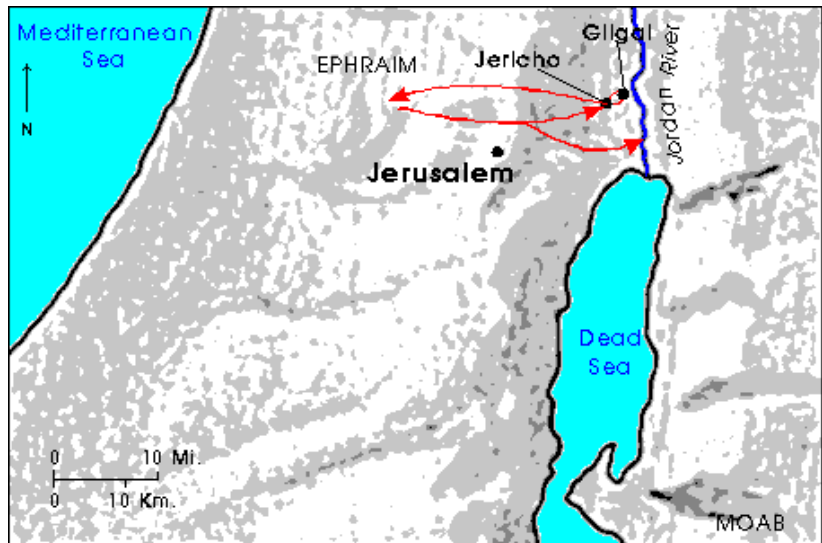 Mediterranean
Sea
N
EPHRAIM
Gilgal
Jericho
Jordan River
Jerusalem
Dead
Sea
0 10 Mi.
0 10 Km.
MOAB